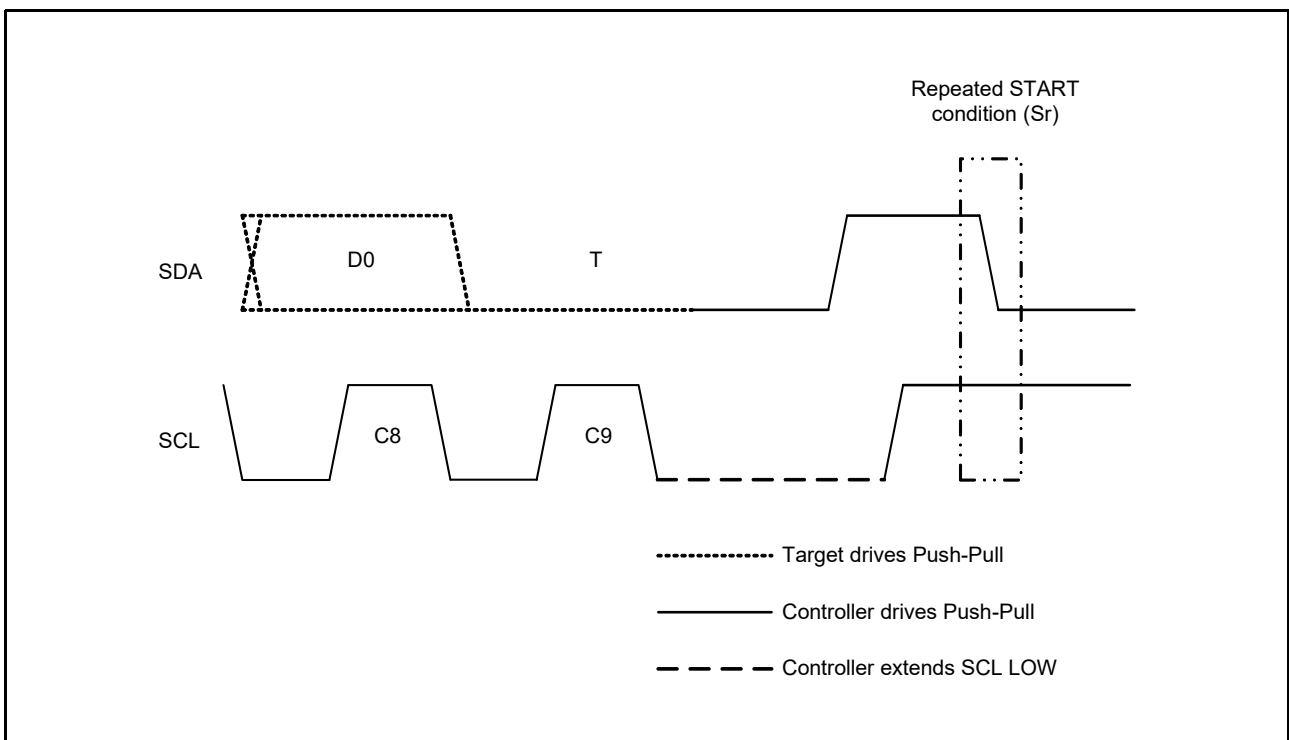 Repeated START
condition (Sr)
SDA
D0
T
SCL
C8
C9
Target drives Push-Pull
Controller drives Push-Pull
Controller extends SCL LOW